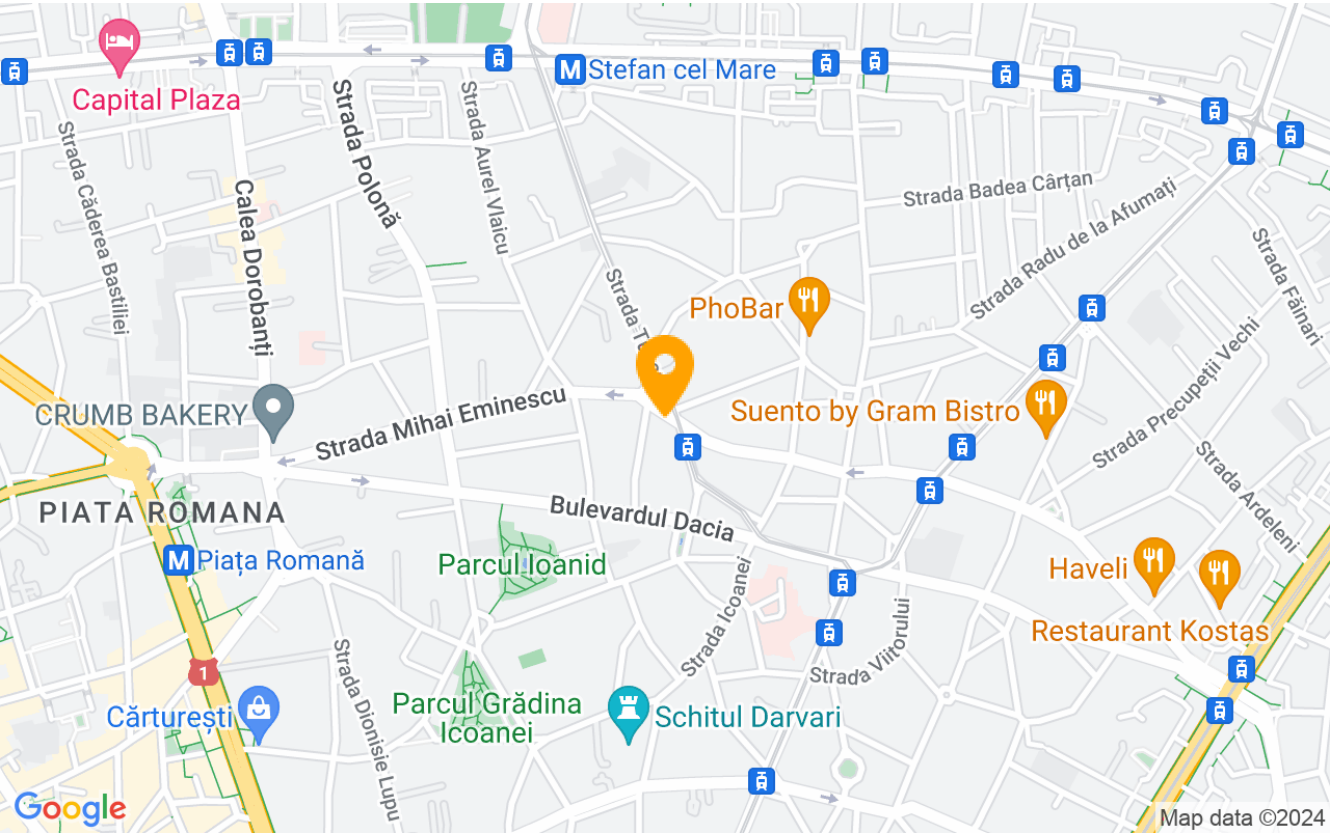 M Stefan cel Mare
Capital Plaza
Strada Polonă
Strada Aurel Vlaicu
Strada Căderea Bastiliei
Calea Dorobanți
Strada Badea Cârțan
Strada Radu de la Afumați
Strada Făinari
PhoBar
Strada
CRUMB BAKERY
Strada Mihai Eminescu
Suento by Gram Bistro
Strada Precupeții Vechi
Strada Ardeleni
PIATA ROMANA
Bulevardul Dacia
M Piața Romană
Parcul Ioanid
Haveli
Restaurant Kostas
Strada Icoanei
Strada Viitorului
1
Strada Dionisie Lupu
Parcul Grădina
Icoanei
Cărturești
Schitul Darvari
Google
Map data ©2024